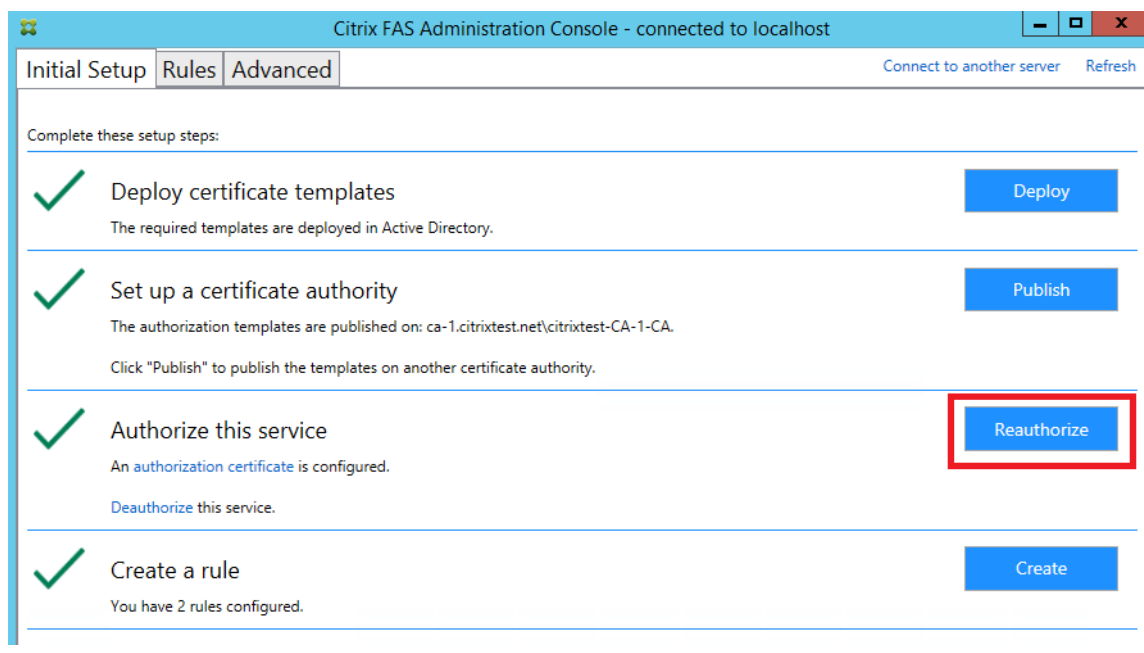 Citrix FAS Administration Console - connected to localhost
Initial Setup Rules Advanced Connect to another server Refresh
Complete these setup steps:
Deploy certificate templates
Deploy
The required templates are deployed in Active Directory.
Set up a certificate authority
Publish
The authorization templates are published on: ca-1.citrixtest.net\citrixtest-CA-1-CA.
Click "Publish" to publish the templates on another certificate authority.
Authorize this service
Reauthorize
An authorization certificate is configured.
Deauthorize this service.
Create a rule
Create
You have 2 rules configured.